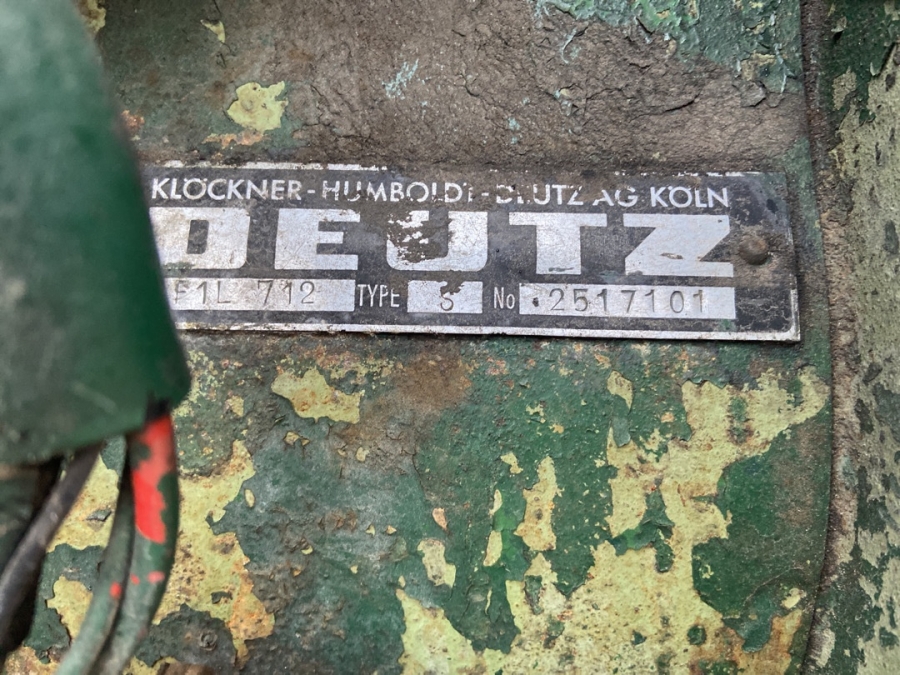 KLÖCKNER-HUMBOLDT-DEUTZ AG KÖLN
DEUTZ
F1L 712 TYPE S No 2517101